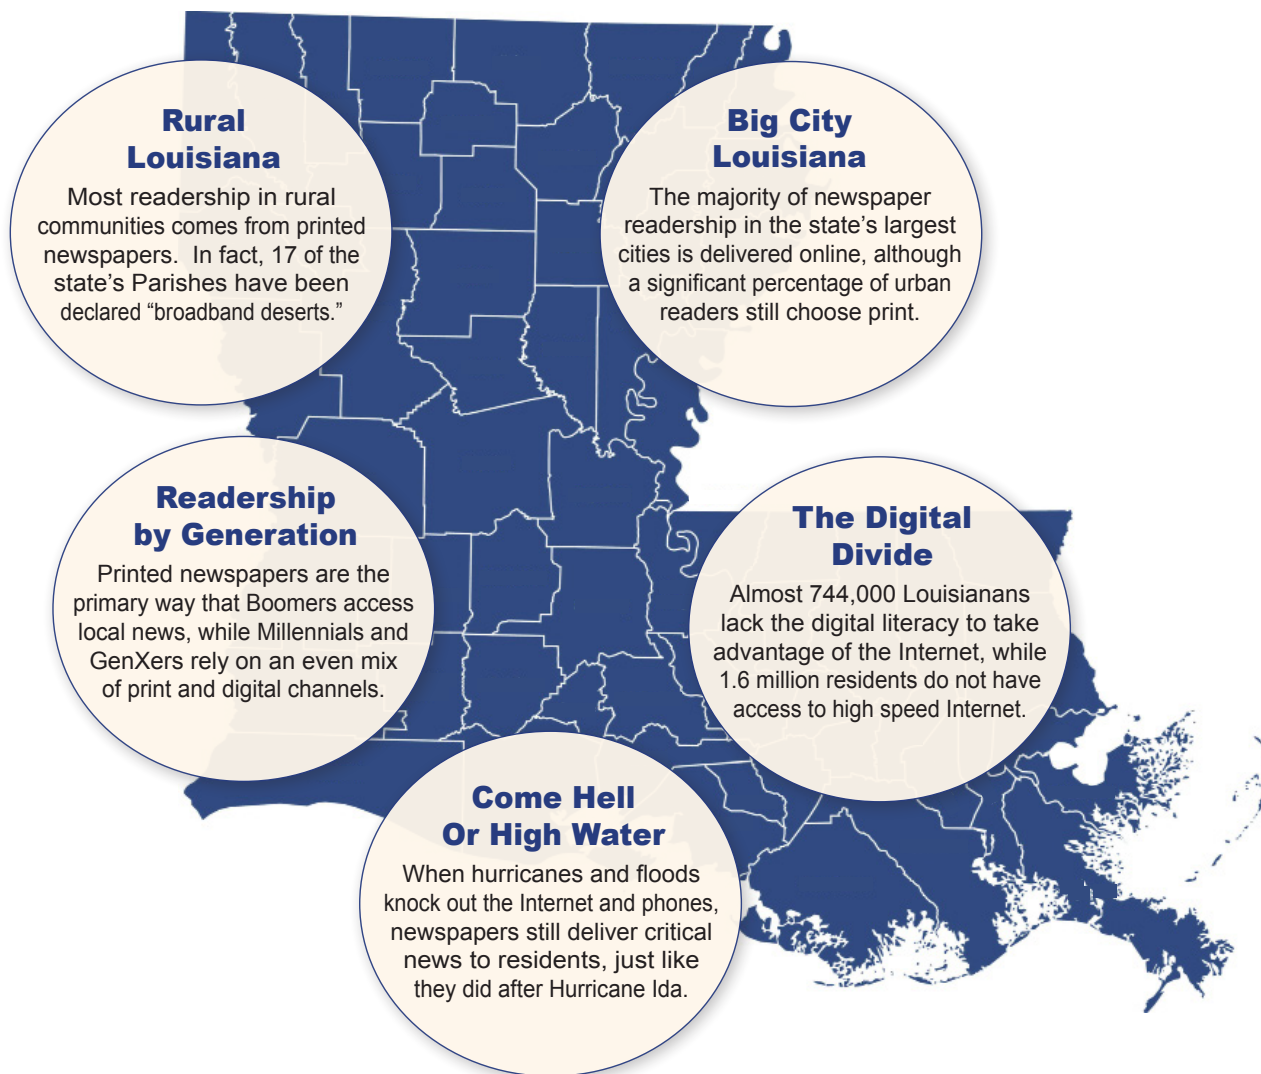 Rural
Louisiana
Most readership in rural
communities comes from printed
newspapers.  In fact, 17 of the
state’s Parishes have been
declared “broadband deserts.”
Big City
Louisiana
The majority of newspaper
readership in the state’s largest
cities is delivered online, although
a significant percentage of urban
readers still choose print.
Readership
by Generation
Printed newspapers are the
primary way that Boomers access
local news, while Millennials and
GenXers rely on an even mix
of print and digital channels.
The Digital
Divide
Almost 744,000 Louisianans
lack the digital literacy to take
advantage of the Internet, while
1.6 million residents do not have
access to high speed Internet.
Come Hell
Or High Water
When hurricanes and floods
knock out the Internet and phones,
newspapers still deliver critical
news to residents, just like
they did after Hurricane Ida.